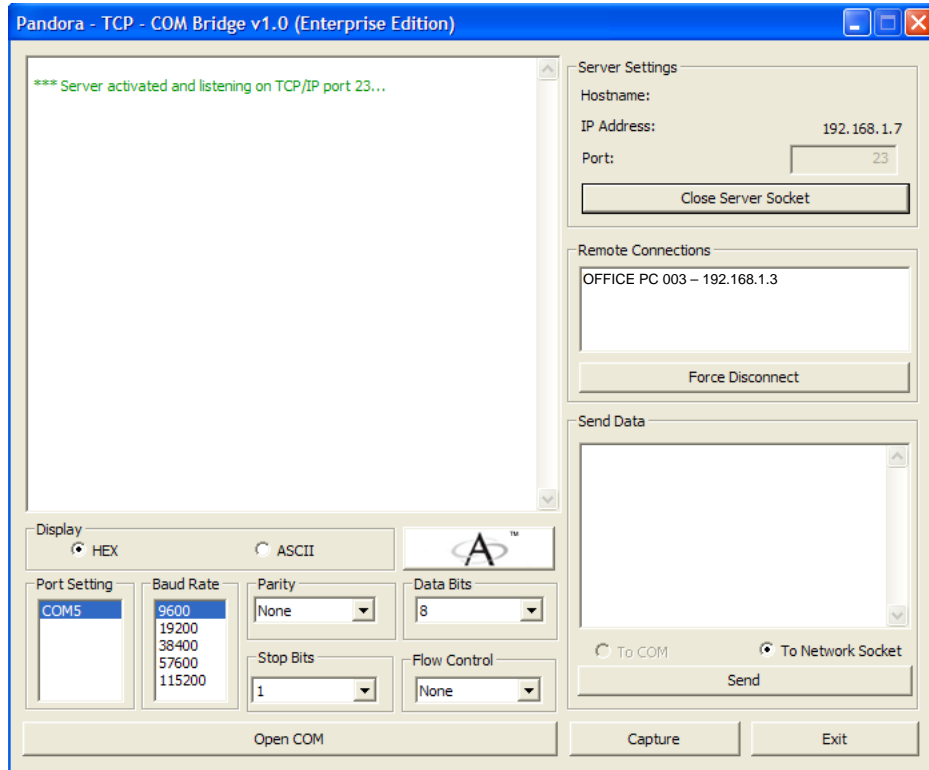 Pandora - TCP - COM Bridge v1.0 (Enterprise Edition)
*** Server activated and listening on TCP/IP port 23...
Server Settings
Hostname:
IP Address: 192.168.1.7
Port: 23
Close Server Socket
Remote Connections
OFFICE PC 003 – 192.168.1.3
Force Disconnect
Send Data
To COM To Network Socket
Send
Display
HEX ASCII
A ™
Port Setting
COM5
Baud Rate
9600
19200
38400
57600
115200
Parity
None
Data Bits
8
Stop Bits
1
Flow Control
None
Open COM
Capture
Exit